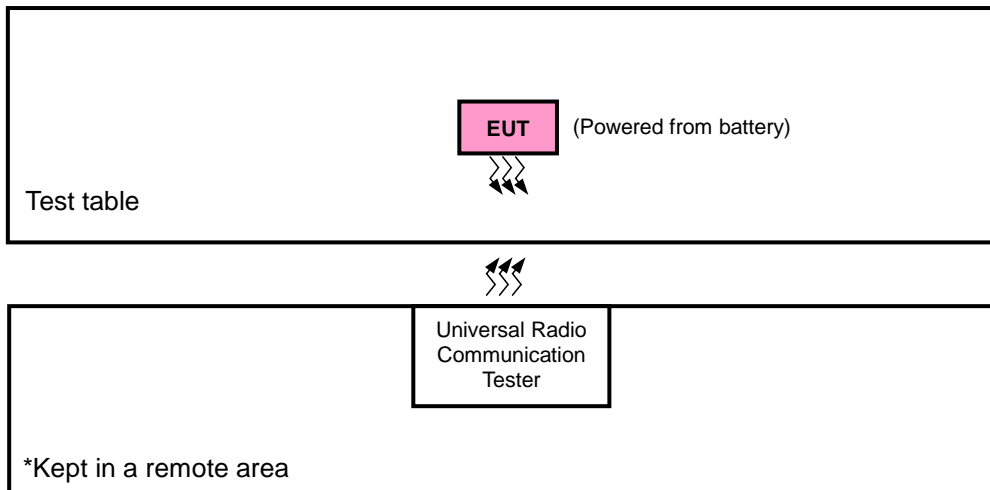 EUT
(Powered from battery)
Test table
Universal Radio
Communication
Tester
*Kept in a remote area